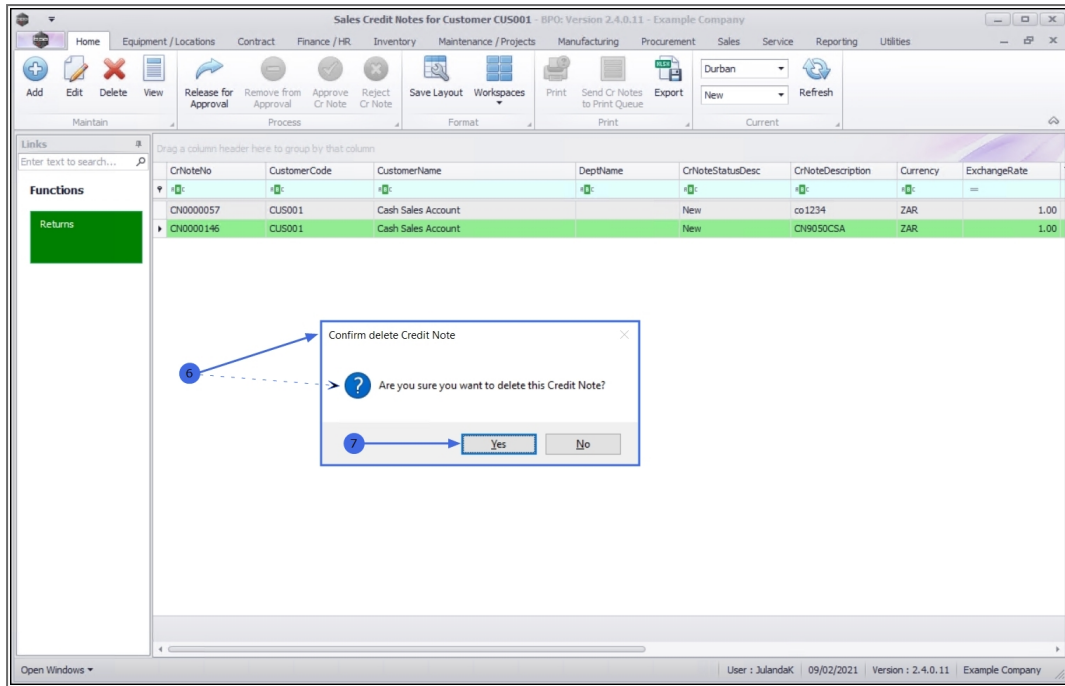 Sales Credit Notes for Customer CUS001 - BPO: Version 2.4.0.11 - Example Company
Home Equipment / Locations Contract Finance / HR Inventory Maintenance / Projects Manufacturing Procurement Sales Service Reporting Utilities
Add Edit Delete View Release for Approval Remove from Approval Approve Cr Note Reject Cr Note Save Layout Workspaces Print Send Cr Notes to Print Queue Export Durban New Refresh
Maintain Process Format Print Current
Links
Enter text to search...
Functions
Returns
Drag a column header here to group by that column
CrNoteNo CustomerCode CustomerName DeptName CrNoteStatusDesc CrNoteDescription Currency ExchangeRate
CN0000057 CUS001 Cash Sales Account New co1234 ZAR 1.00
CN0000146 CUS001 Cash Sales Account New CN9050CSA ZAR 1.00
Confirm delete Credit Note
6
? Are you sure you want to delete this Credit Note?
7
Yes No
Open Windows User : JulandaK 09/02/2021 Version : 2.4.0.11 Example Company